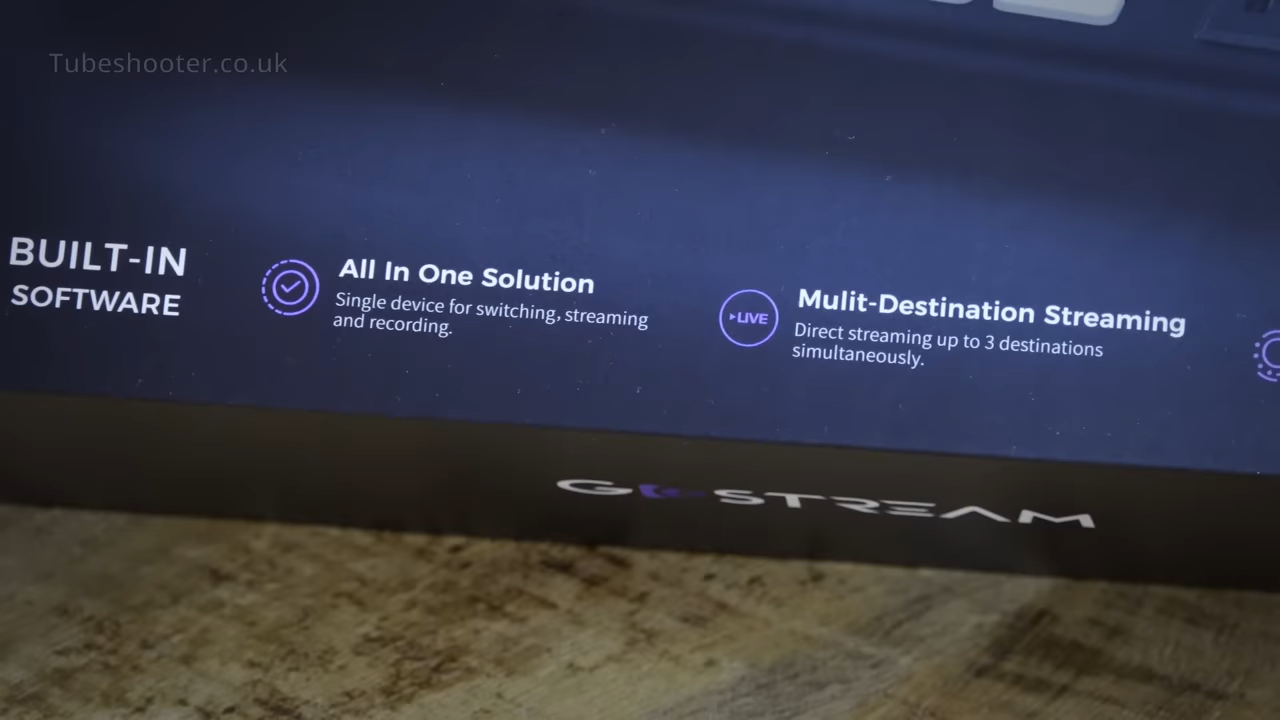 Tubeshooter.co.uk
BUILT-IN
SOFTWARE
All In One Solution
Single device for switching, streaming
and recording.
LIVE
Mulit-Destination Streaming
Direct streaming up to 3 destinations
simultaneously.
GOSTREAM